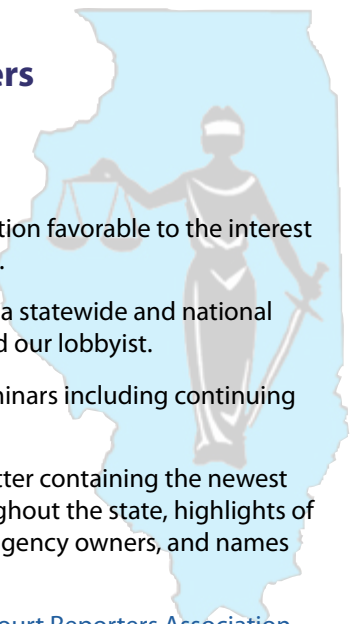 ers
tion favorable to the interest
.
a statewide and national
d our lobbyist.
minars including continuing
tter containing the newest
ghout the state, highlights of
gency owners, and names
ourt Reporters Association